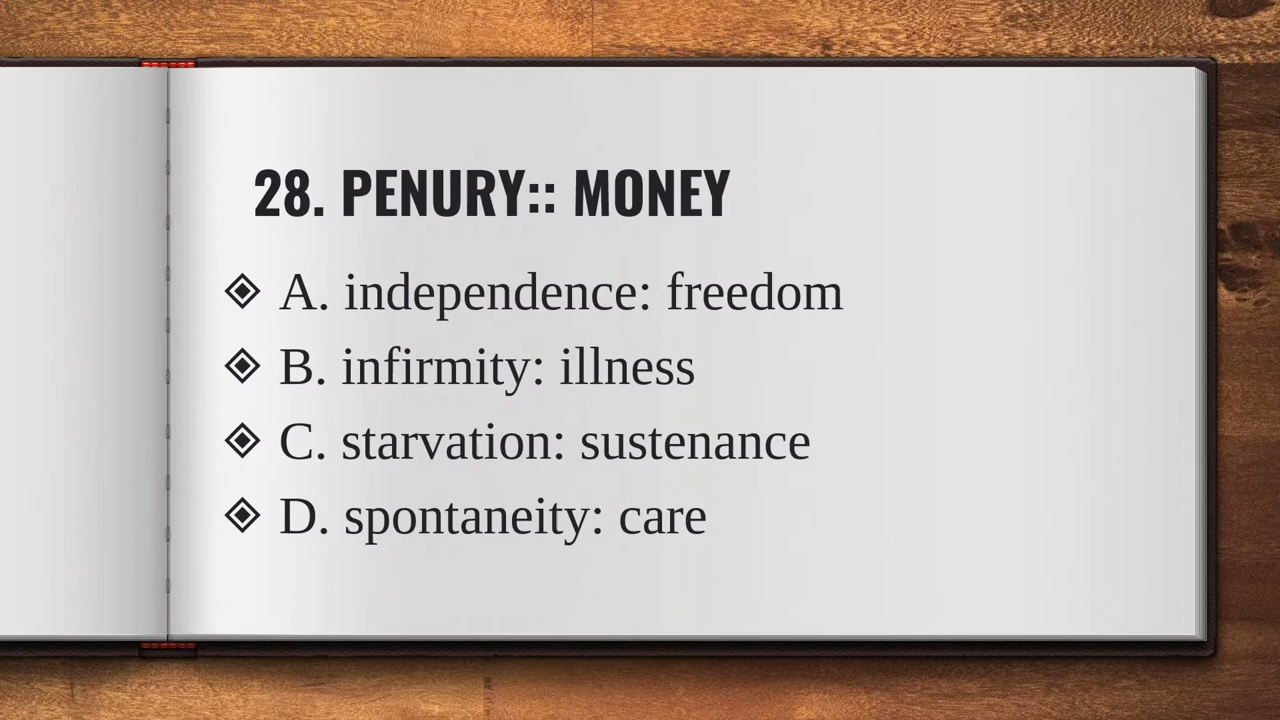 28. PENURY:: MONEY
A. independence: freedom
B. infirmity: illness
C. starvation: sustenance
D. spontaneity: care